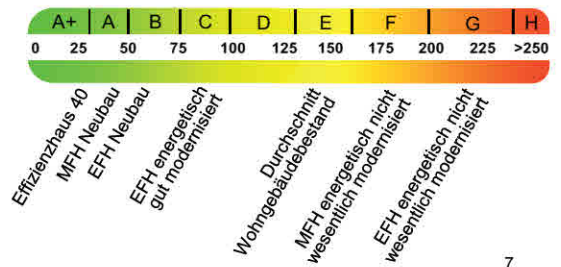 A+ A B C D E F G H
0 25 50 75 100 125 150 175 200 225 >250
Effizienzhaus 40
MFH Neubau
EFH Neubau
EFH energetisch
gut modernisiert
Durchschnitt
Wohngebäudebestand
MFH energetisch nicht
wesentlich modernisiert
EFH energetisch nicht
wesentlich modernisiert
7